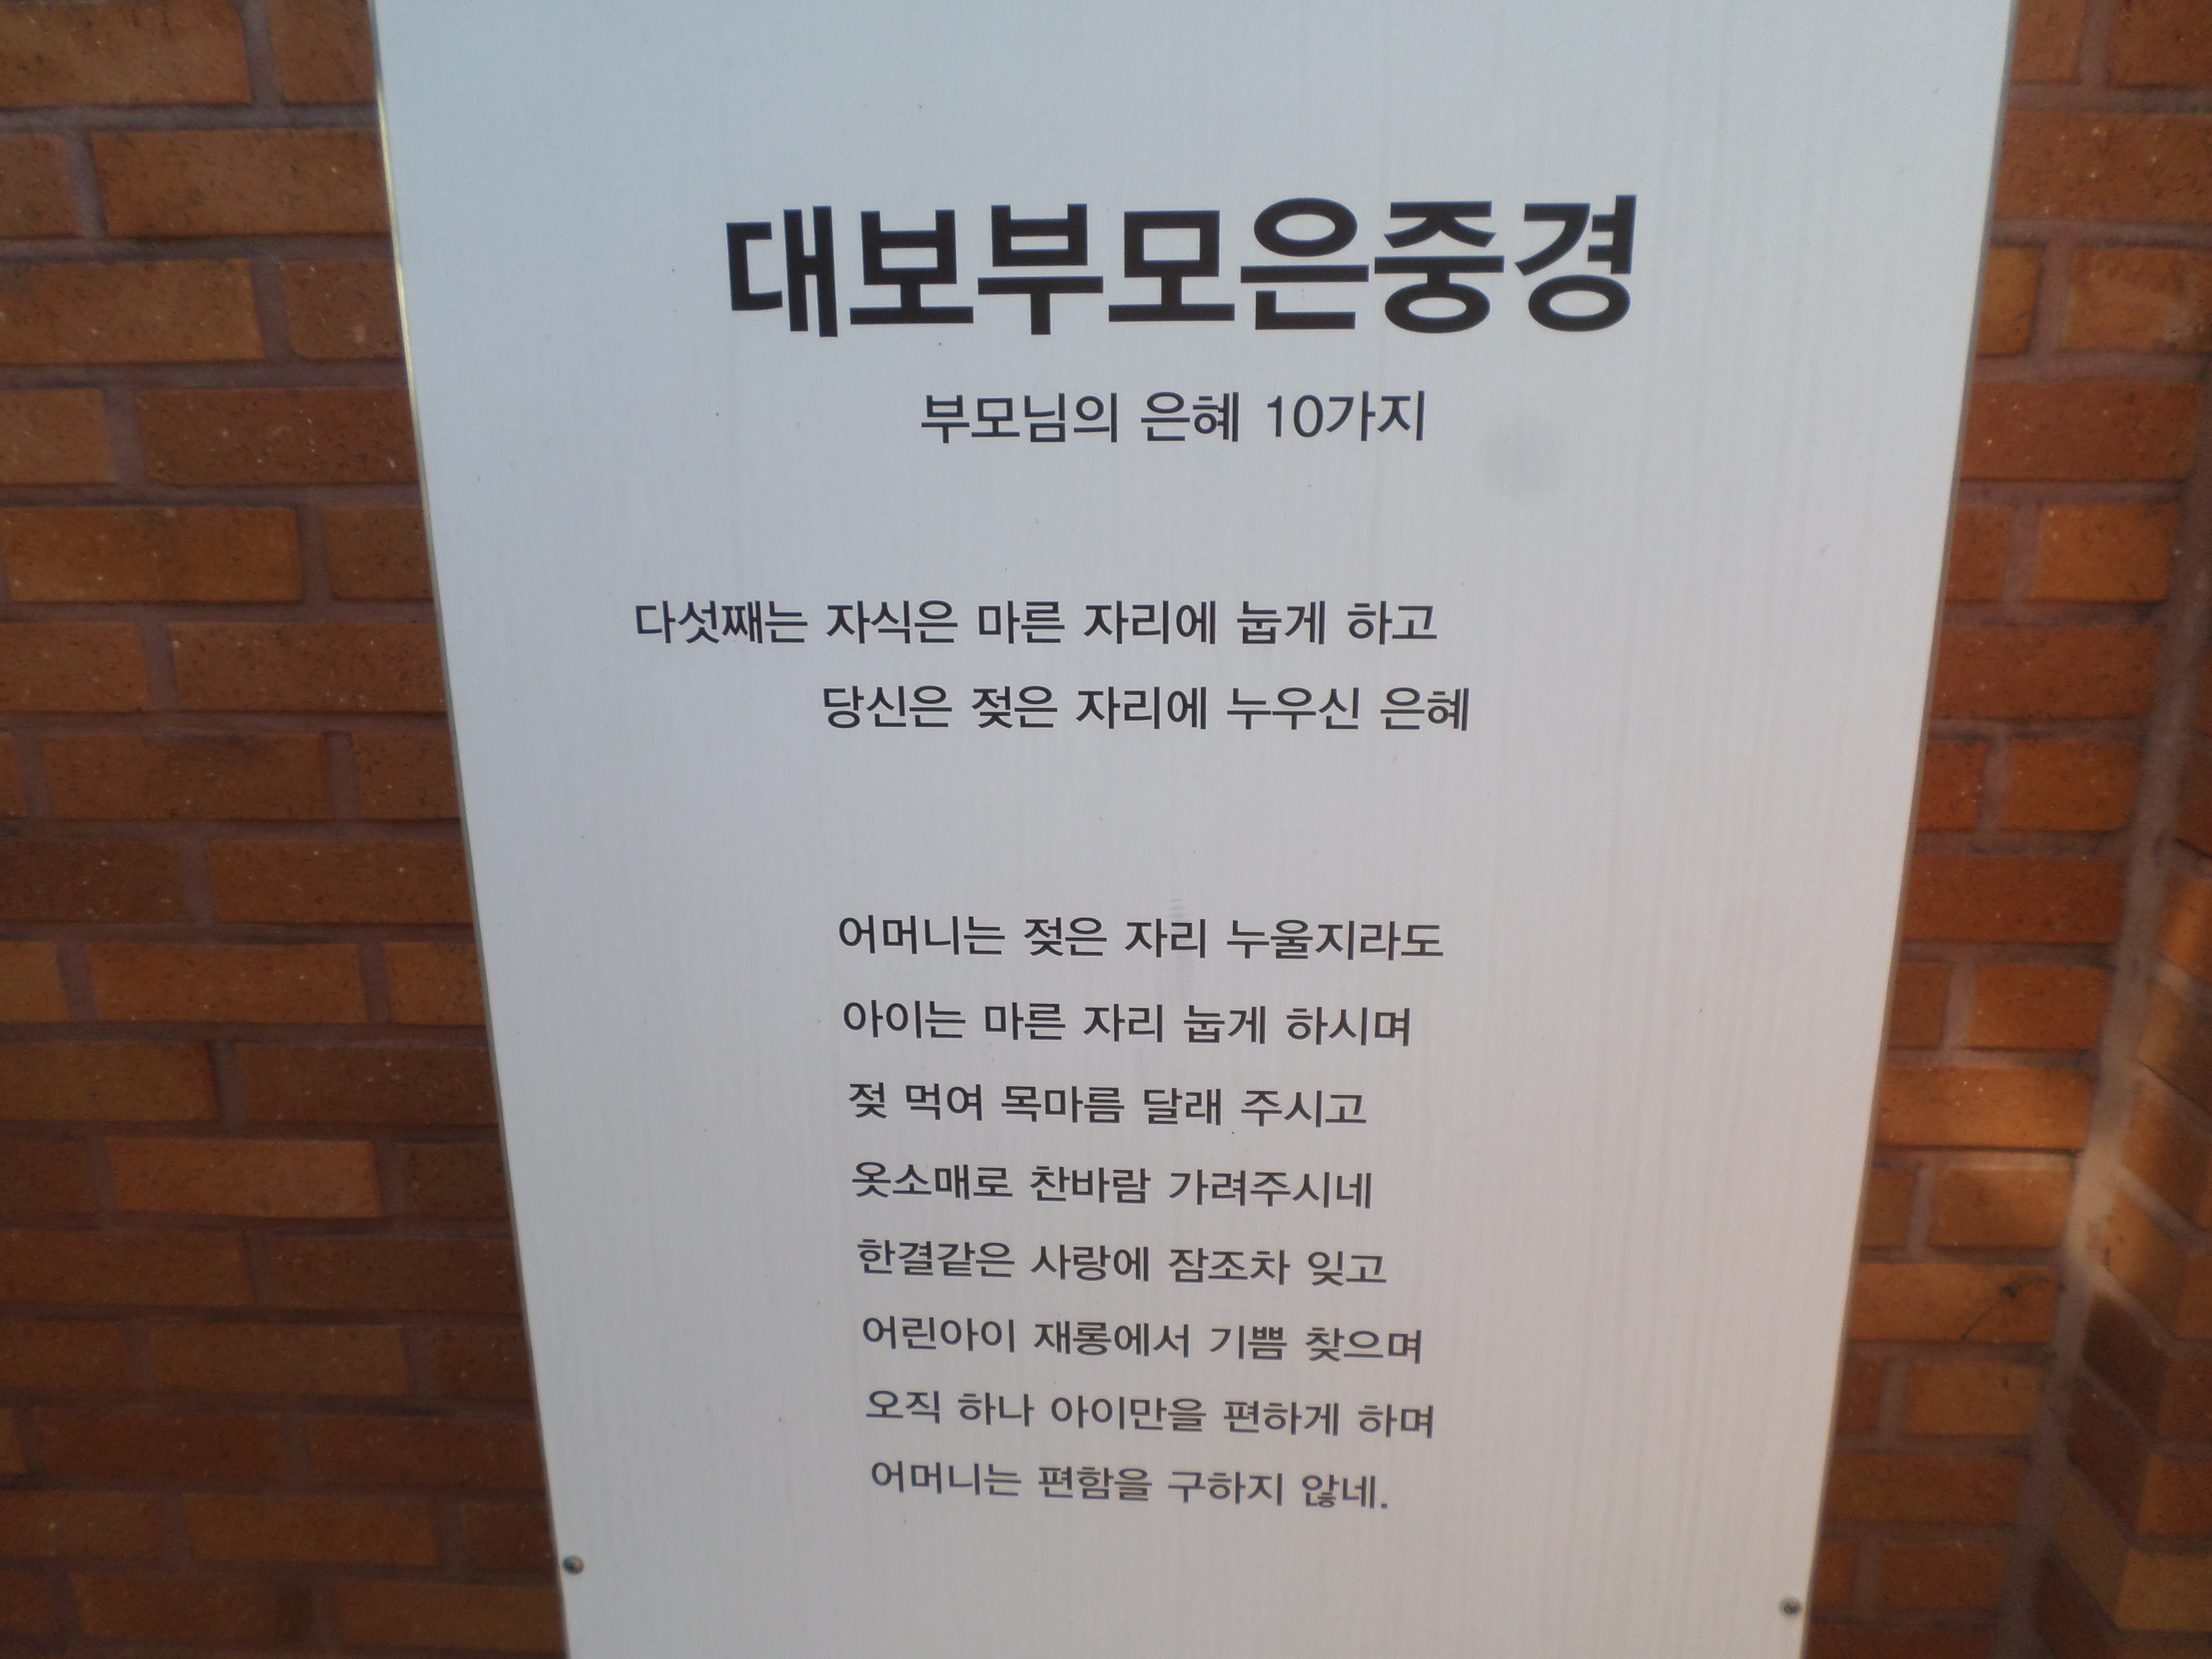 대보부모은중경
부모님의 은혜 10가지
다섯째는 자식은 마른 자리에 눕게 하고
당신은 젖은 자리에 누우신 은혜
어머니는 젖은 자리 누울지라도
아이는 마른 자리 눕게 하시며
젖 먹여 목마름 달래 주시고
옷소매로 찬바람 가려주시네
한결같은 사랑에 잠조차 잊고
어린아이 재롱에서 기쁨 찾으며
오직 하나 아이만을 편하게 하며
어머니는 편함을 구하지 않네.